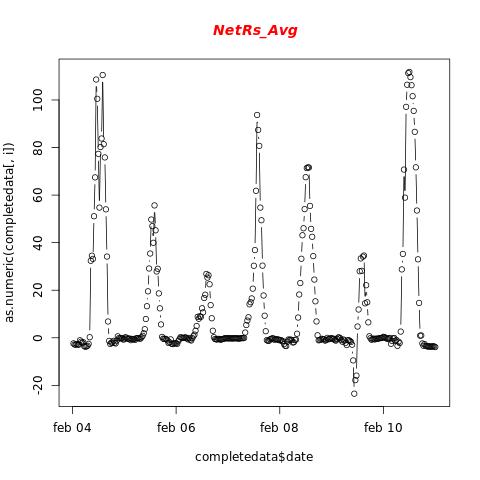 NetRs_Avg
as.numeric(completedata[, i])
100
80
60
40
20
0
-20
feb 04 feb 06 feb 08 feb 10
completedata$date